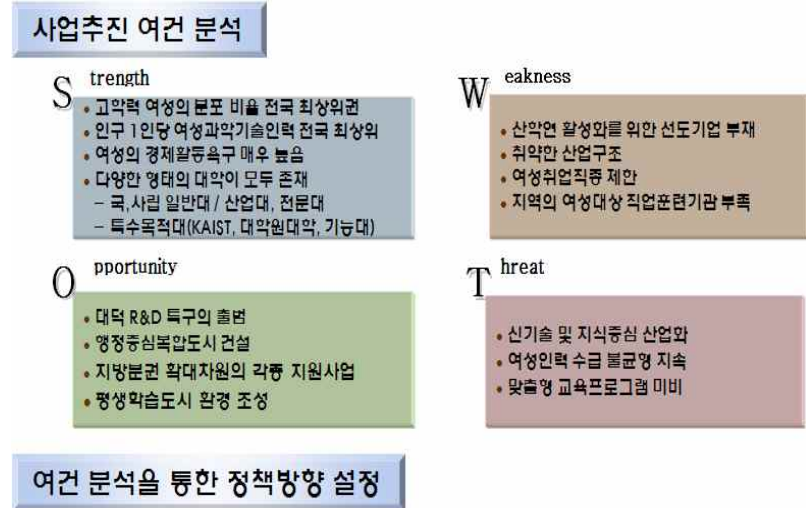 사업추진 여건 분석
Strength
• 고학력 여성의 분포 비율 전국 최상위권
• 인구 1인당 여성과학기술인력 전국 최상위
• 여성의 경제활동욕구 매우 높음
• 다양한 형태의 대학이 모두 존재
– 국,사립 일반대 / 산업대, 전문대
– 특수목적대(KAIST, 대학원대학, 기능대)
Weakness
• 산학연 활성화를 위한 선도기업 부재
• 취약한 산업구조
• 여성취업직종 제한
• 지역의 여성대상 직업훈련기관 부족
Opportunity
• 대덕 R&D 특구의 출범
• 행정중심복합도시 건설
• 지방분권 확대차원의 각종 지원사업
• 평생학습도시 환경 조성
Threat
• 신기술 및 지식중심 산업화
• 여성인력 수급 불균형 지속
• 맞춤형 교육프로그램 미비
여건 분석을 통한 정책방향 설정